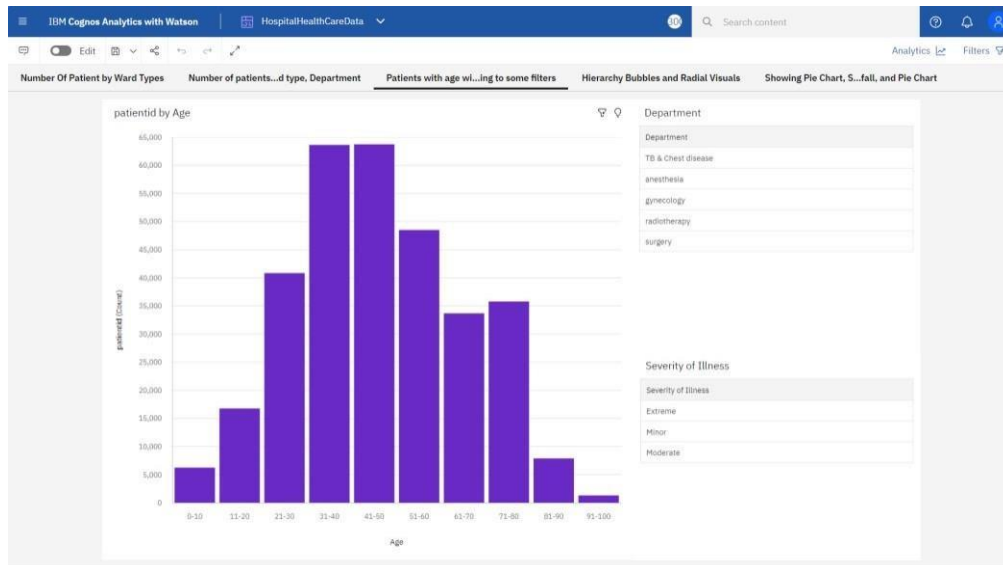 IBM Cognos Analytics with Watson
HospitalHealthCareData
Search content
Edit
Analytics
Filters
Number Of Patient by Ward Types
Number of patients...d type, Department
Patients with age wi...ing to some filters
Hierarchy Bubbles and Radial Visuals
Showing Pie Chart, S...fall, and Pie Chart
patientid by Age
65,000
60,000
55,000
50,000
45,000
40,000
35,000
30,000
25,000
20,000
15,000
10,000
5,000
0
patientid (Count)
0-10
11-20
21-30
31-40
41-50
51-60
61-70
71-80
81-90
91-100
Age
Department
Department
TB & Chest disease
anesthesia
gynecology
radiotherapy
surgery
Severity of Illness
Severity of Illness
Extreme
Minor
Moderate